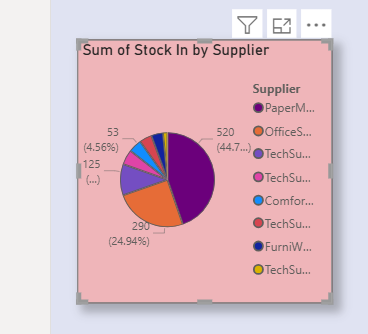 Sum of Stock In by Supplier
Supplier
PaperM...
OfficeS...
TechSu...
TechSu...
Comfor...
TechSu...
FurniW...
TechSu...
53
(4.56%)
125
(...)
290
(24.94%)
520
(44.7...)